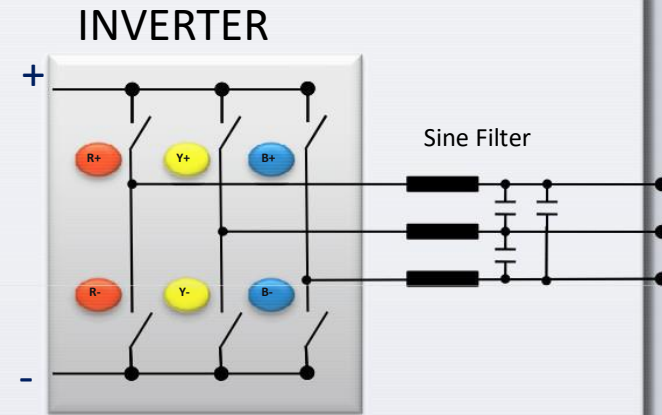 INVERTER
+
Sine Filter
R+ Y+ B+
R- Y- B-
-